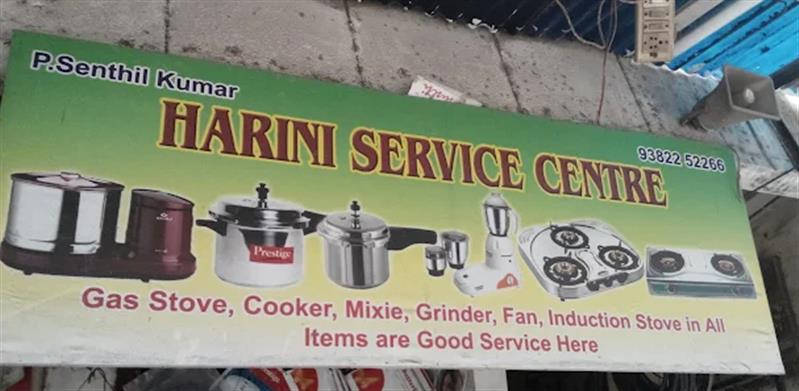 P.Senthil Kumar
HARINI SERVICE CENTRE
93822 52266
Prestige
Gas Stove, Cooker, Mixie, Grinder, Fan, Induction Stove in All
Items are Good Service Here